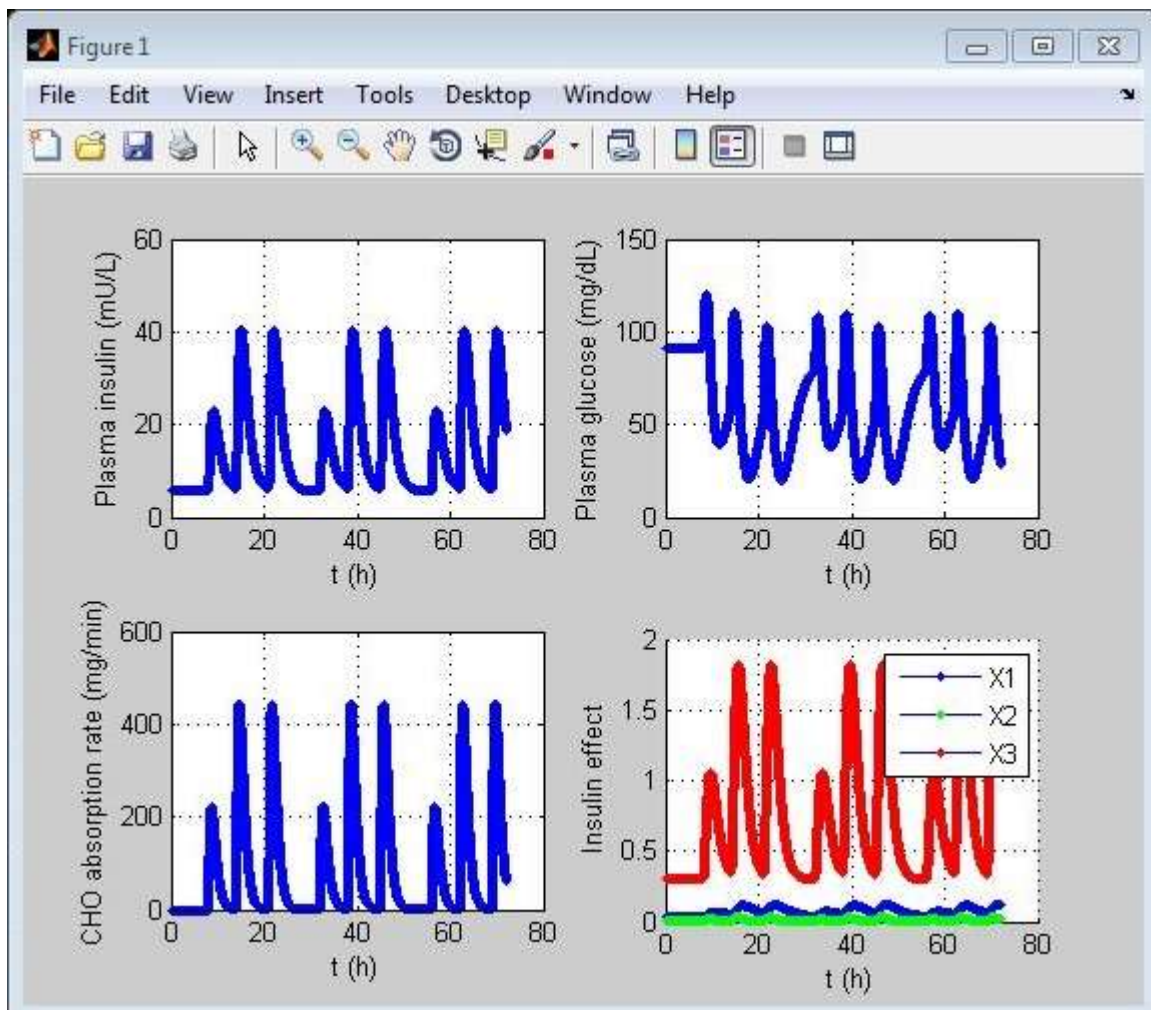 Figure 1
File Edit View Insert Tools Desktop Window Help
Plasma insulin (mU/L)
60
40
20
0
0 20 40 60 80
t (h)
Plasma glucose (mg/dL)
150
100
50
0
0 20 40 60 80
t (h)
CHO absorption rate (mg/min)
600
400
200
0
0 20 40 60 80
t (h)
Insulin effect
2
1.5
1
0.5
0
0 20 40 60 80
t (h)
X1
X2
X3